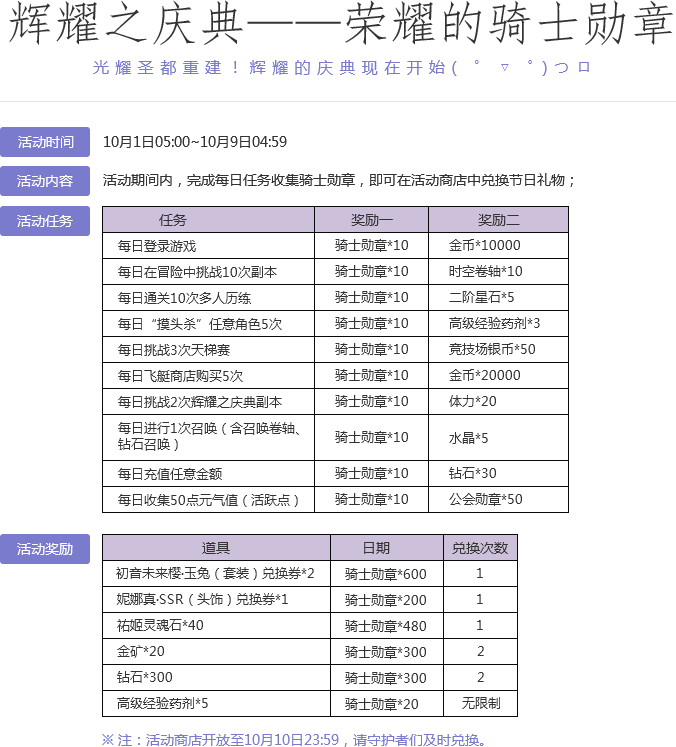 辉耀之庆典——荣耀的骑士勋章
光耀圣都重建！辉耀的庆典现在开始( ゜▽゜)つロ
活动时间 10月1日05:00~10月9日04:59
活动内容 活动期间内，完成每日任务收集骑士勋章，即可在活动商店中兑换节日礼物；
活动任务 任务 奖励一 奖励二
每日登录游戏 骑士勋章*10 金币*10000
每日在冒险中挑战10次副本 骑士勋章*10 时空卷轴*10
每日通关10次多人历练 骑士勋章*10 二阶星石*5
每日“摸头杀”任意角色5次 骑士勋章*10 高级经验药剂*3
每日挑战3次天梯赛 骑士勋章*10 竞技场银币*50
每日飞艇商店购买5次 骑士勋章*10 金币*20000
每日挑战2次辉耀之庆典副本 骑士勋章*10 体力*20
每日进行1次召唤（含召唤卷轴、
钻石召唤） 骑士勋章*10 水晶*5
每日充值任意金额 骑士勋章*10 钻石*30
每日收集50点元气值（活跃点） 骑士勋章*10 公会勋章*50
活动奖励 道具 日期 兑换次数
初音未来樱·玉兔（套装）兑换券*2 骑士勋章*600 1
妮娜真·SSR（头饰）兑换券*1 骑士勋章*200 1
祐姬灵魂石*40 骑士勋章*480 1
金矿*20 骑士勋章*300 2
钻石*300 骑士勋章*300 2
高级经验药剂*5 骑士勋章*20 无限制
※ 注：活动商店开放至10月10日23:59，请守护者们及时兑换。